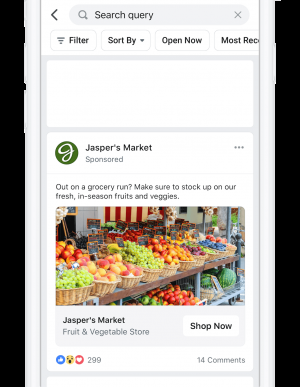 Search query
Filter
Sort By
Open Now
Most Rece
Jasper's Market
Sponsored
Out on a grocery run? Make sure to stock up on our
fresh, in-season fruits and veggies.
Jasper's Market
Fruit & Vegetable Store
Shop Now
299
14 Comments